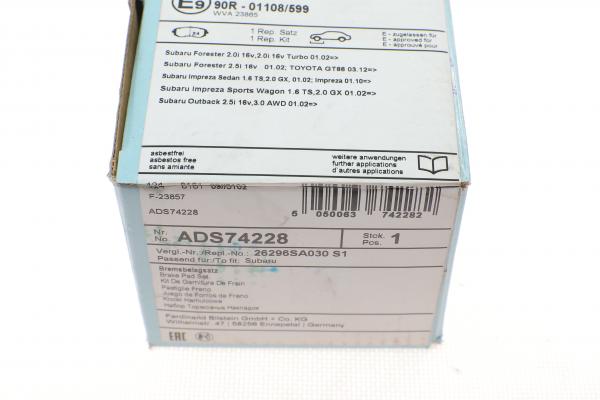 E9 90R - 01108/599
WVA 23865
1 Rep. Satz
1 Rep. Kit
E - zugelassen für
E - approved for
E - approuvé pour
Subaru Forester 2.0i 16v,2.0i 16v Turbo 01.02=>
Subaru Forester 2.5i 16v 01.02; TOYOTA GT86 03.12=>
Subaru Impreza Sedan 1.6 TS,2.0 GX, 01.02; Impreza 01.10=>
Subaru Impreza Sports Wagon 1.6 TS,2.0 GX 01.02=>
Subaru Outback 2.5i 16v,3.0 AWD 01.02=>
asbestfrei
asbestos free
sans amiante
weitere anwendungen
further applications
d'autres applications
F-23857
ADS74228
5 050063 742282
Nr.
No. ADS74228
Stck.
Pos. 1
Vergl.-Nr./Repl.-No.: 26296SA030 S1
Passend für:/To fit: Subaru
Bremsbelagsatz
Brake Pad Set
Kit De Garniture De Frein
Pastiglie Freno
Juego de Forros de Freno
Klocki Hamulcowe
Набор Тормозных Накладок
Ferdinand Bilstein GmbH + Co. KG
Wilhelmstr. 47 | 58256 Ennepetal | Germany
EAC